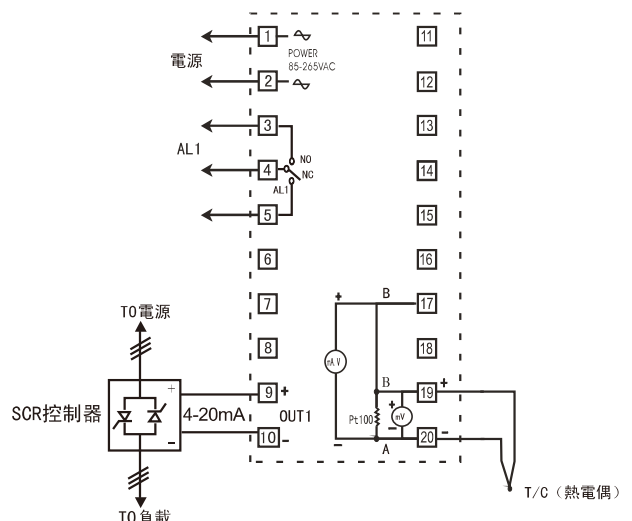 1
電源
POWER
85-265VAC
2
3
AL1
4
NO
NC
AL1
5
6
7
8
TO電源
SCR控制器
+
-
4-20mA
9 +
OUT1
10 -
TO負載
11
12
13
14
15
16
+
B
17
mA V
18
B
+
19 +
Pt100
mV
-
20 -
-
A
T/C（熱電偶）